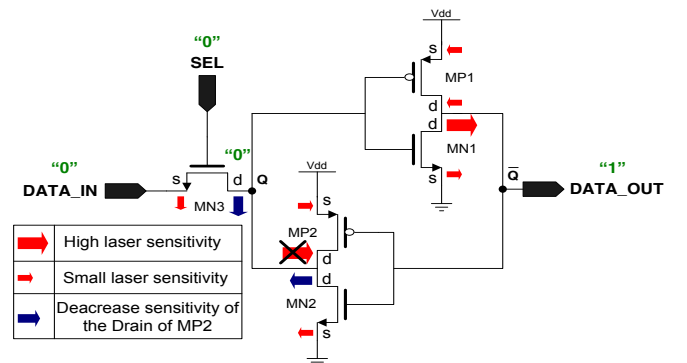 “0”
SEL
“0”
DATA_IN
“0”
s
d
Q
MN3
Vdd
s
MP1
d
d
MN1
s
Vdd
s
MP2
d
d
MN2
s
Q̅
“1”
DATA_OUT
High laser sensitivity
Small laser sensitivity
Deacrease sensitivity of
the Drain of MP2